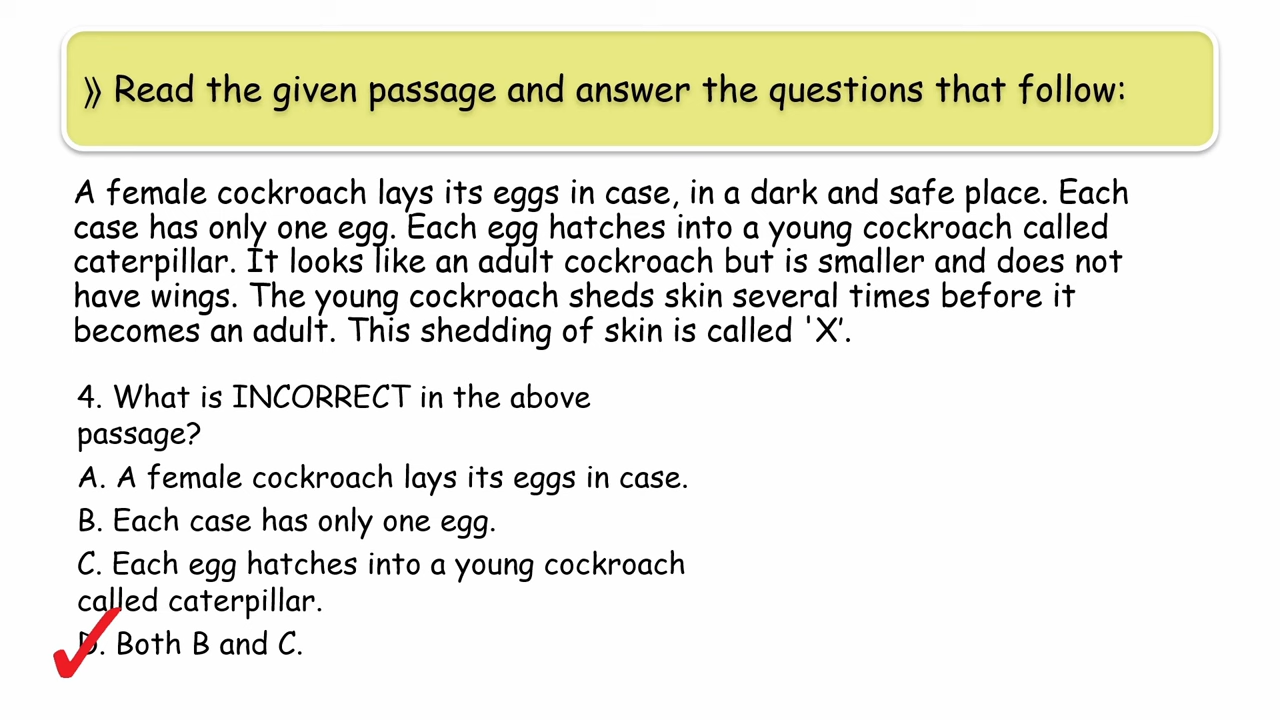 » Read the given passage and answer the questions that follow:
A female cockroach lays its eggs in case, in a dark and safe place. Each
case has only one egg. Each egg hatches into a young cockroach called
caterpillar. It looks like an adult cockroach but is smaller and does not
have wings. The young cockroach sheds skin several times before it
becomes an adult. This shedding of skin is called 'X’.
4. What is INCORRECT in the above
passage?
A. A female cockroach lays its eggs in case.
B. Each case has only one egg.
C. Each egg hatches into a young cockroach
called caterpillar.
D. Both B and C.